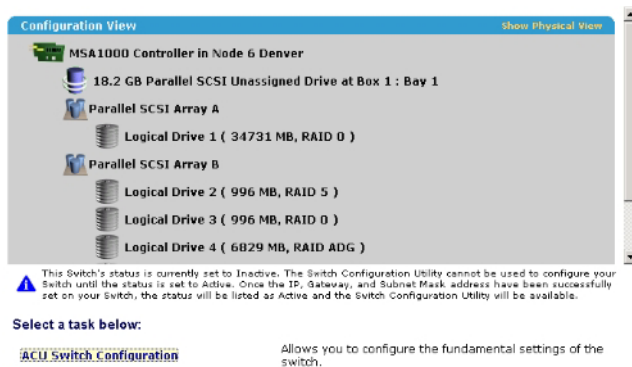 Configuration View
Show Physical View
MSA1000 Controller in Node 6 Denver
18.2 GB Parallel SCSI Unassigned Drive at Box 1 : Bay 1
Parallel SCSI Array A
Logical Drive 1 ( 34731 MB, RAID 0 )
Parallel SCSI Array B
Logical Drive 2 ( 996 MB, RAID 5 )
Logical Drive 3 ( 996 MB, RAID 0 )
Logical Drive 4 ( 6829 MB, RAID ADG )
This Switch's status is currently set to Inactive. The Switch Configuration Utility cannot be used to configure your
Switch until the status is set to Active. Once the IP, Gateway, and Subnet Mask address have been successfully
set on your Switch, the status will be listed as Active and the Switch Configuration Utility will be available.
Select a task below:
ACU Switch Configuration
Allows you to configure the fundamental settings of the
switch.